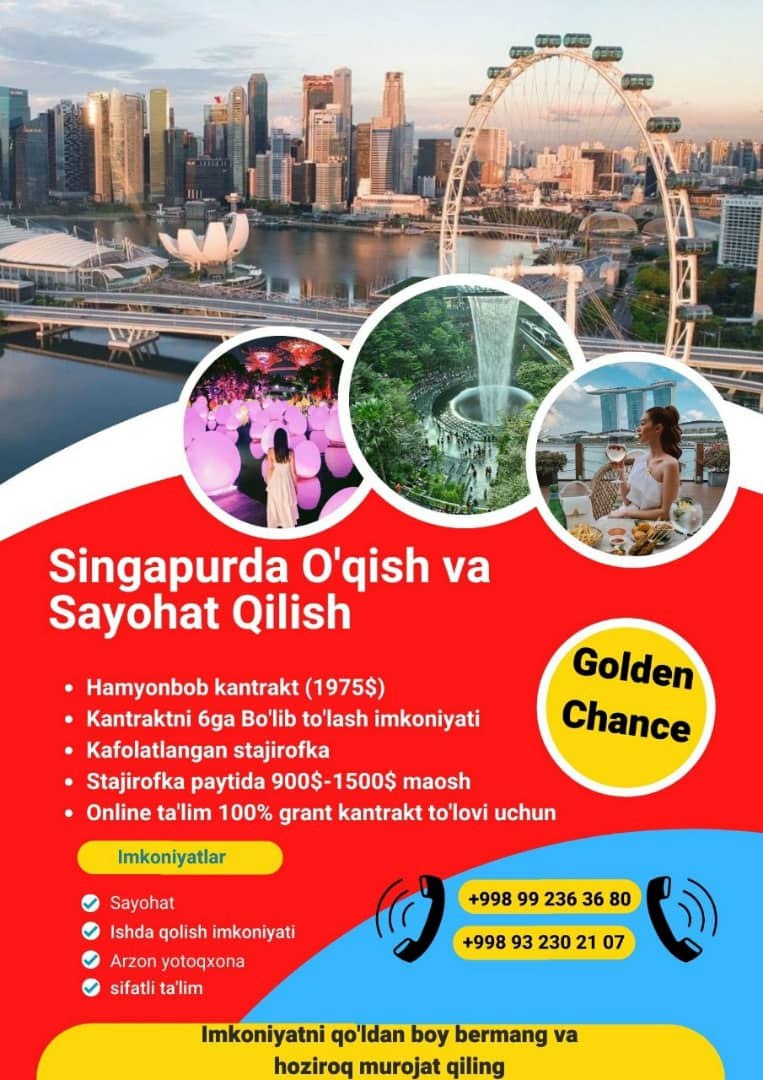 Singapurda O'qish va
Sayohat Qilish
Golden
Chance
• Hamyonbob kantrakt (1975$)
• Kantraktni 6ga Bo'lib to'lash imkoniyati
• Kafolatlangan stajirofka
• Stajirofka paytida 900$-1500$ maosh
• Online ta'lim 100% grant kantrakt to'lovi uchun
Imkoniyatlar
Sayohat
Ishda qolish imkoniyati
Arzon yotoqxona
sifatli ta'lim
+998 99 236 36 80
+998 93 230 21 07
Imkoniyatni qo'ldan boy bermang va
hoziroq murojat qiling